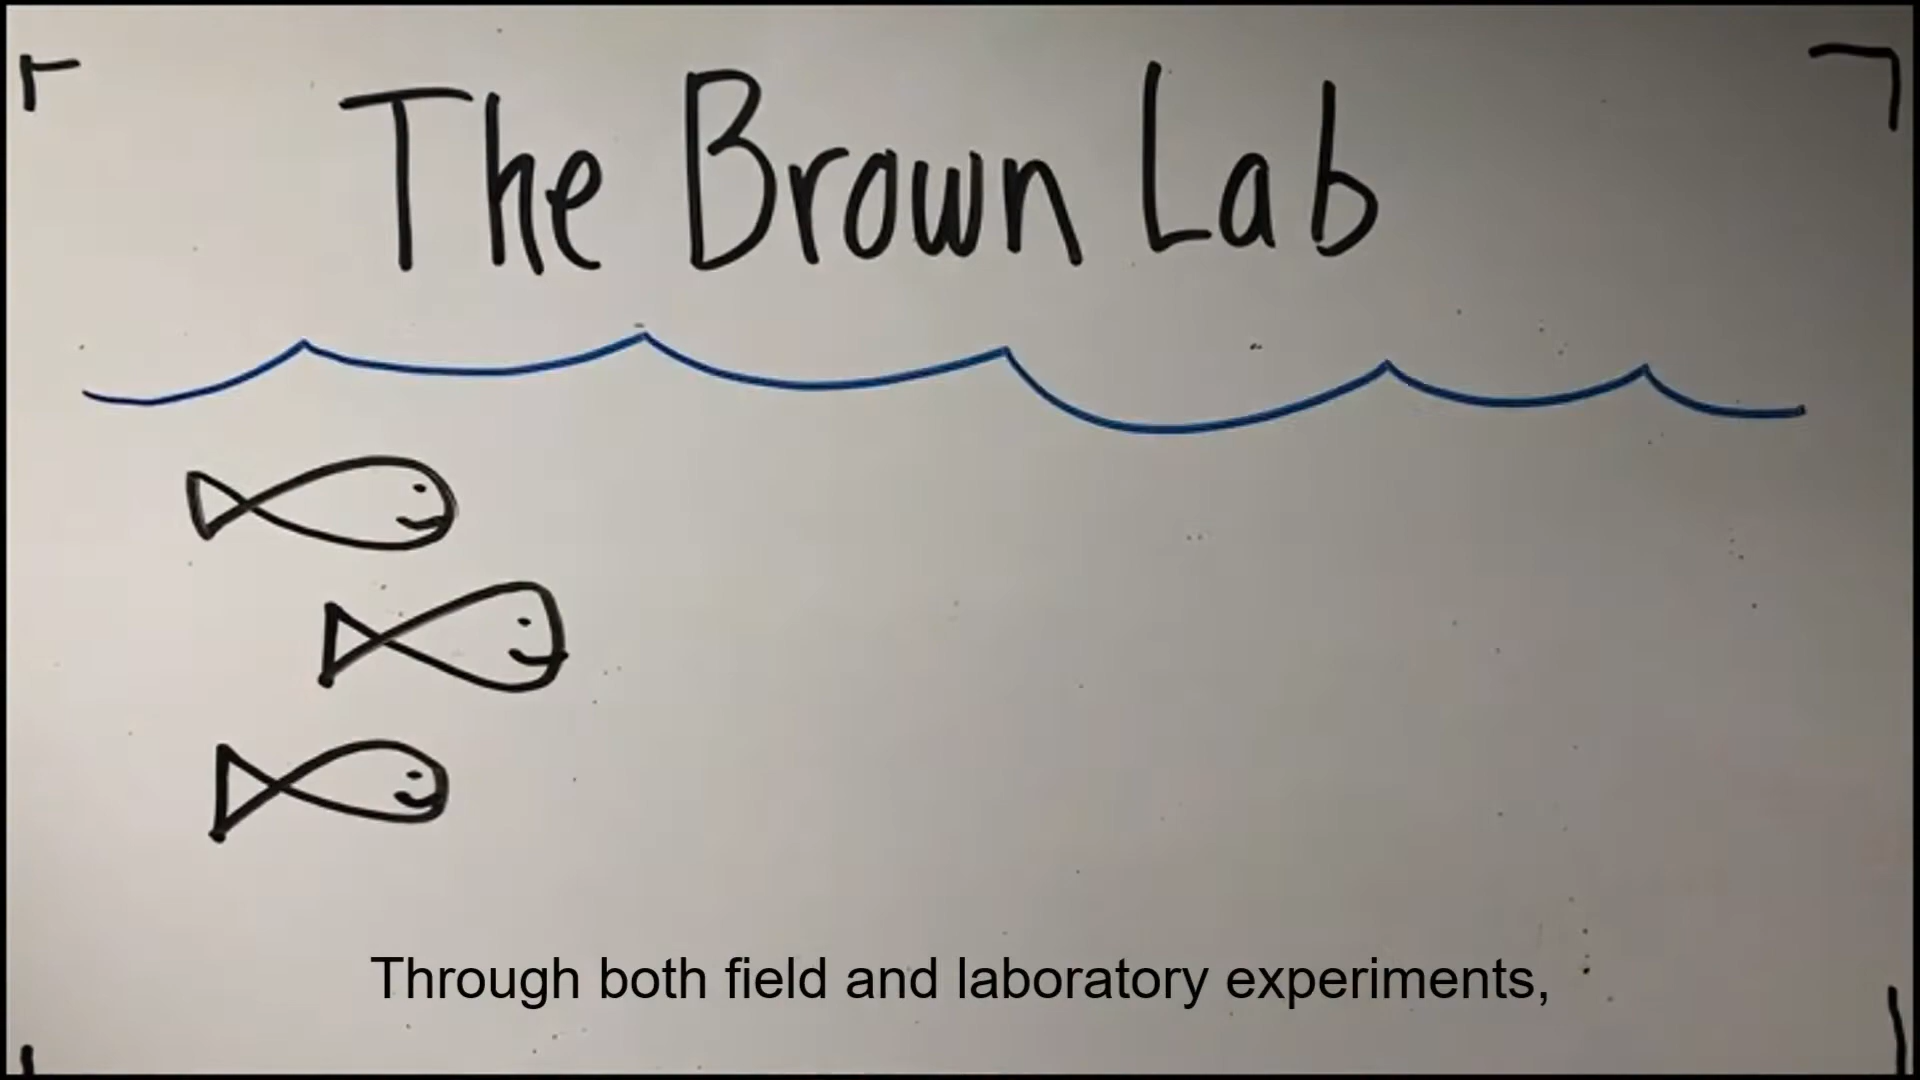 The Brown Lab
Through both field and laboratory experiments,